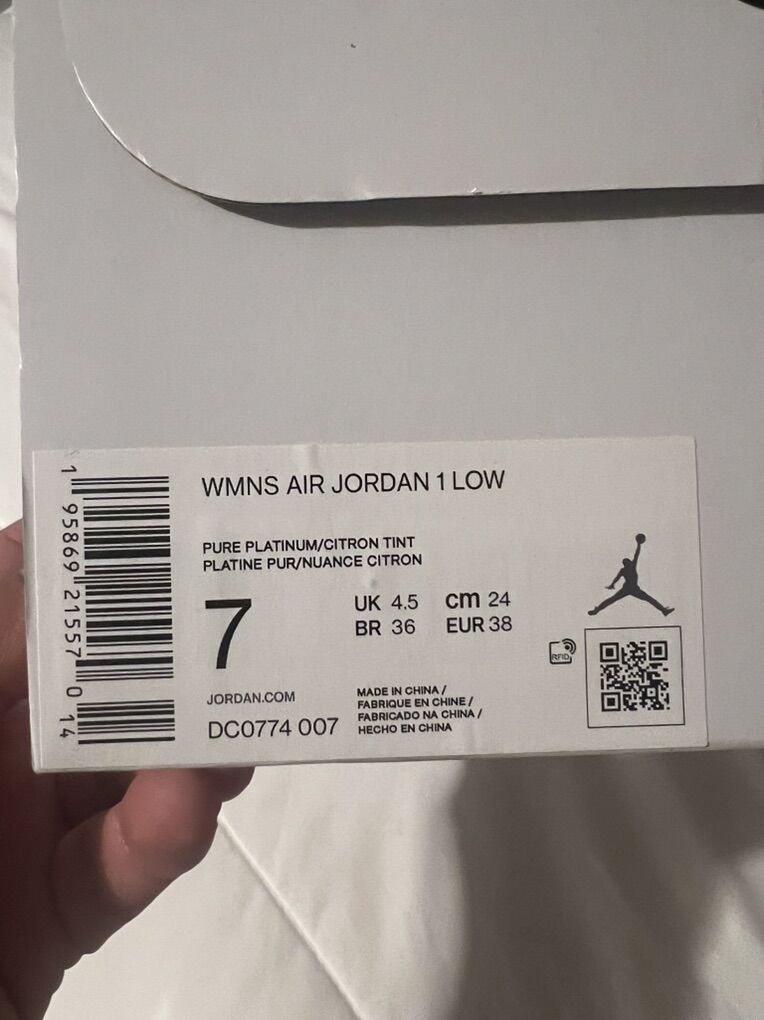 WMNS AIR JORDAN 1 LOW
PURE PLATINUM/CITRON TINT
PLATINE PUR/NUANCE CITRON
7
UK 4.5 cm 24
BR 36 EUR 38
RFID
JORDAN.COM
DC0774 007
MADE IN CHINA /
FABRIQUE EN CHINE /
FABRICADO NA CHINA /
HECHO EN CHINA
1 95869 21557 0 14